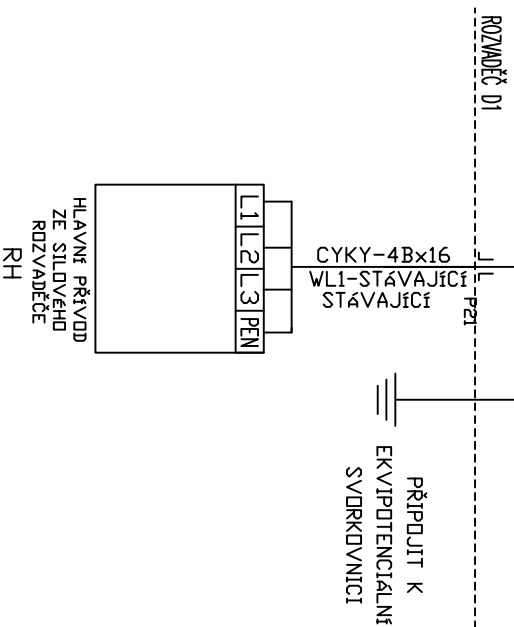 ROZVADĚČ D1
CYKY-4Bx16
WL1-STÁVAJÍCÍ
STÁVAJÍCÍ
P21
L1 L2 L3 PEN
HLAVNÍ PŘÍVOD
ZE SILOVÉHO
ROZVADĚČE
RH
PŘIPOJIT K
EKVIPOTENCIÁLNÍ
SVORKOVNICI